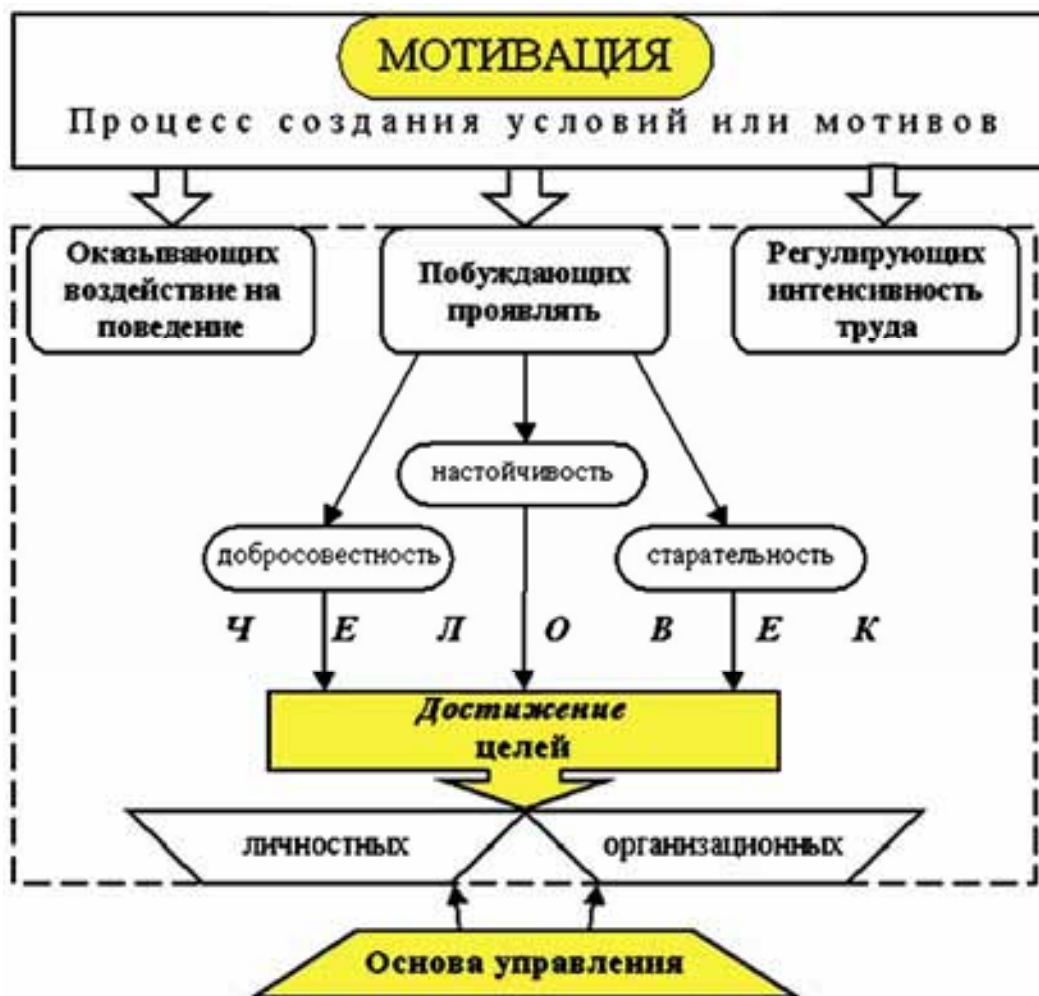 МОТИВАЦИЯ
Процесс создания условий или мотивов
Оказывающих
воздействие на
поведение
Побуждающих
проявлять
Регулирующих
интенсивность
труда
настойчивость
добросовестность
старательность
Ч Е Л О В Е К
Достижение
целей
личностных
организационных
Основа управления